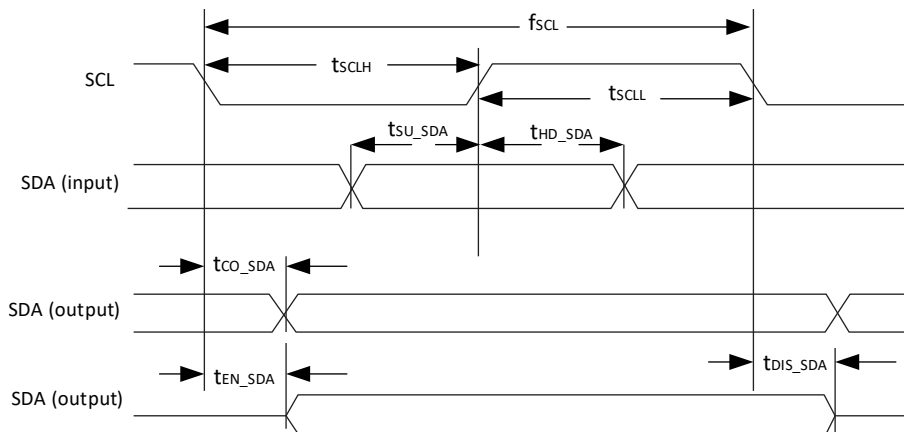 fSCL
SCL
tSCLH
tSCLL
tSU_SDA
tHD_SDA
SDA (input)
tCO_SDA
SDA (output)
tEN_SDA
tDIS_SDA
SDA (output)